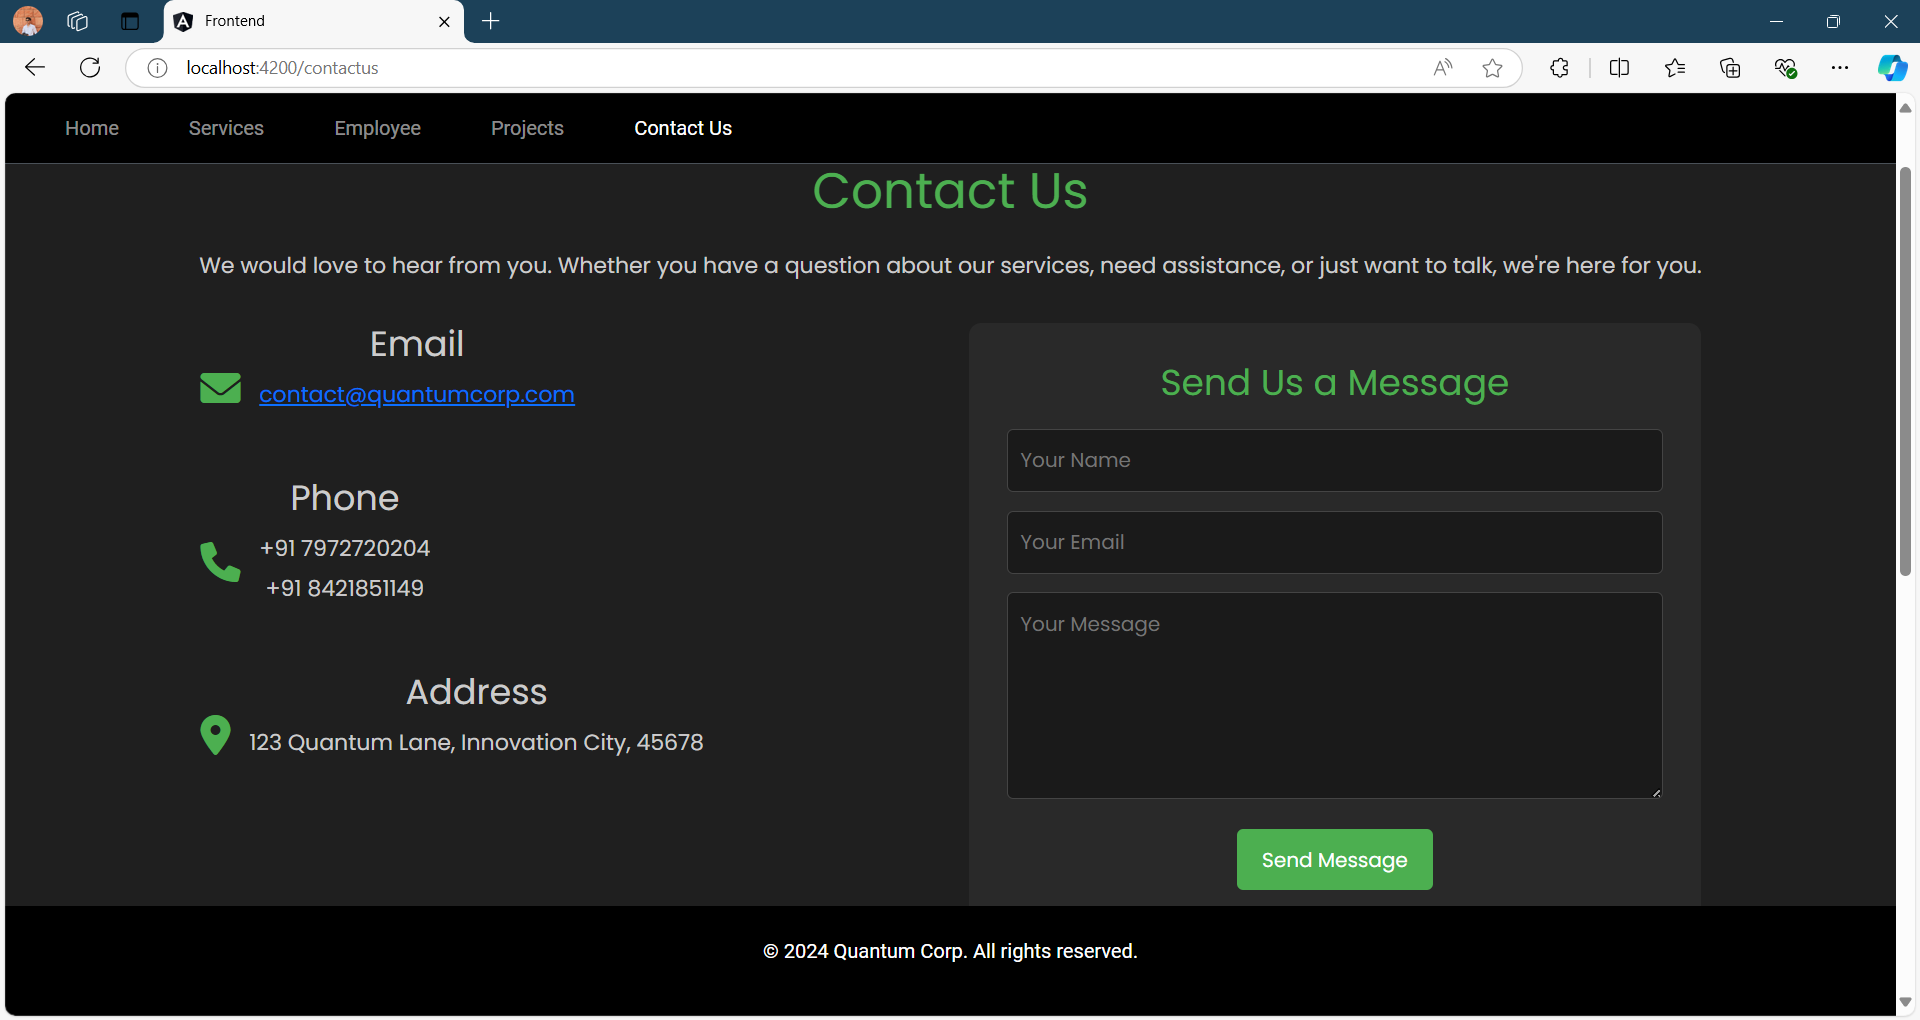 Frontend
localhost:4200/contactus
Home Services Employee Projects Contact Us
Contact Us
We would love to hear from you. Whether you have a question about our services, need assistance, or just want to talk, we're here for you.
Email
contact@quantumcorp.com
Phone
+91 7972720204
+91 8421851149
Address
123 Quantum Lane, Innovation City, 45678
Send Us a Message
Your Name
Your Email
Your Message
Send Message
© 2024 Quantum Corp. All rights reserved.